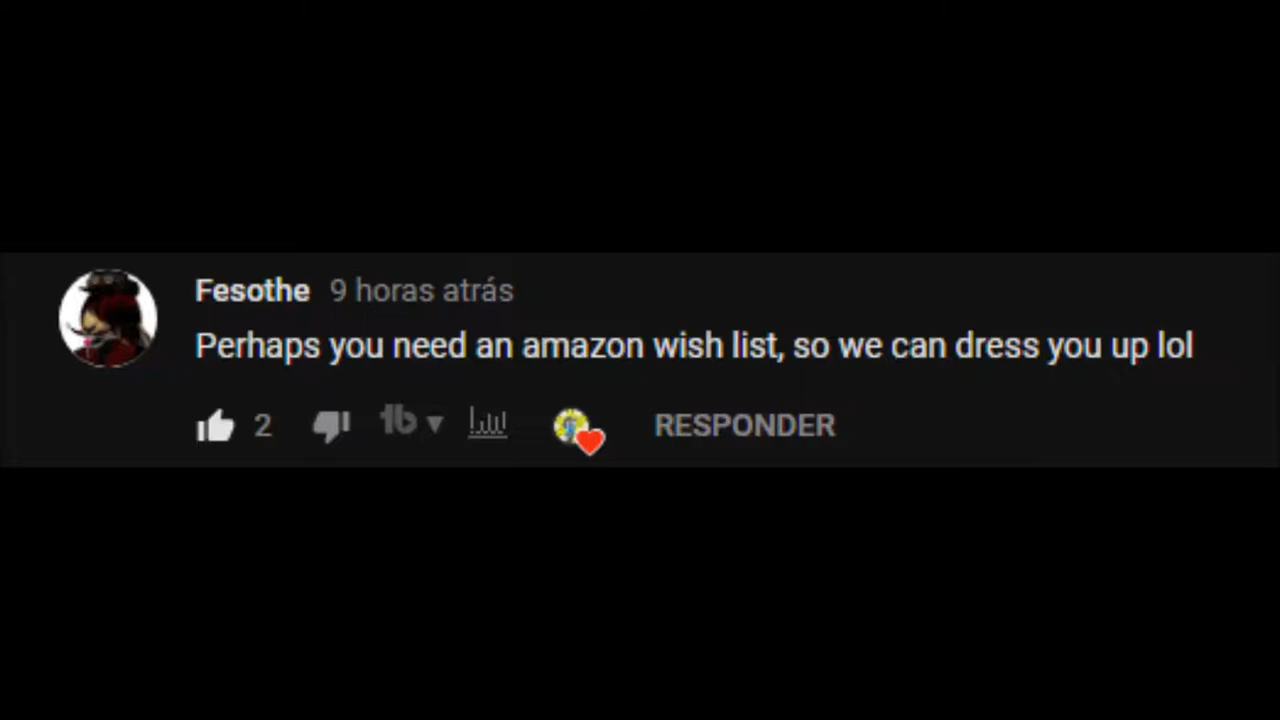 Fesothe 9 horas atrás
Perhaps you need an amazon wish list, so we can dress you up lol
2 tb RESPONDER